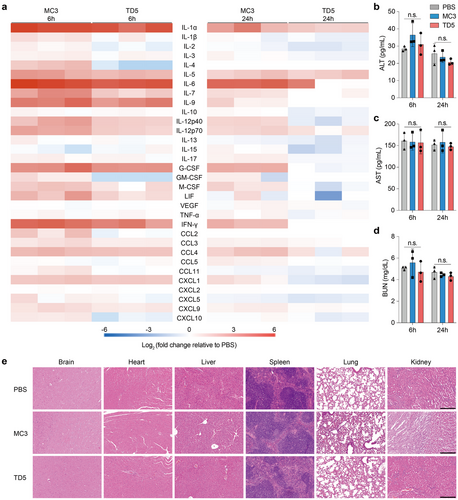 a
MC3 6h
TD5 6h
MC3 24h
TD5 24h
IL-1α
IL-1β
IL-2
IL-3
IL-4
IL-5
IL-6
IL-7
IL-9
IL-10
IL-12p40
IL-12p70
IL-13
IL-15
IL-17
G-CSF
GM-CSF
M-CSF
LIF
VEGF
TNF-α
IFN-γ
CCL2
CCL3
CCL4
CCL5
CCL11
CXCL1
CXCL2
CXCL5
CXCL9
CXCL10
-6 -3 0 3 6
Log2 (fold change relative to PBS)
PBS
MC3
TD5
b
ALT (pg/mL)
60
40
20
0
n.s.
n.s.
6h 24h
c
AST (pg/mL)
250
200
150
100
50
0
n.s.
n.s.
6h 24h
d
BUN (mg/dL)
8
6
4
2
0
n.s.
n.s.
6h 24h
e
Brain Heart Liver Spleen Lung Kidney
PBS
MC3
TD5